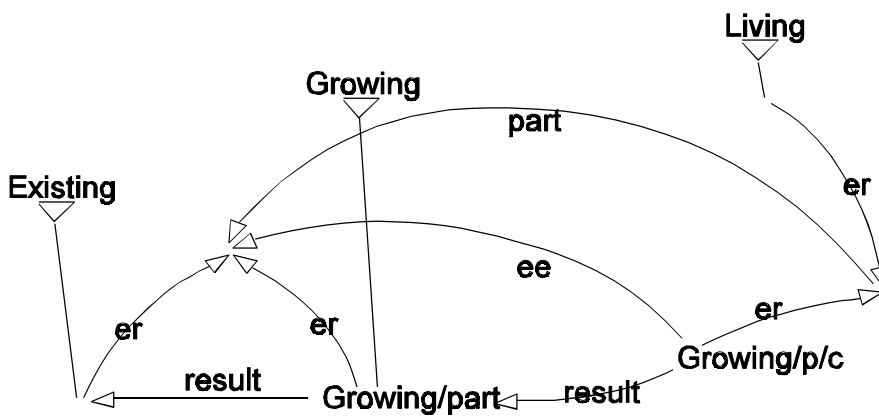 Living
Growing
part
Existing
er
ee
er
er
er
Growing/p/c
result
Growing/part
result